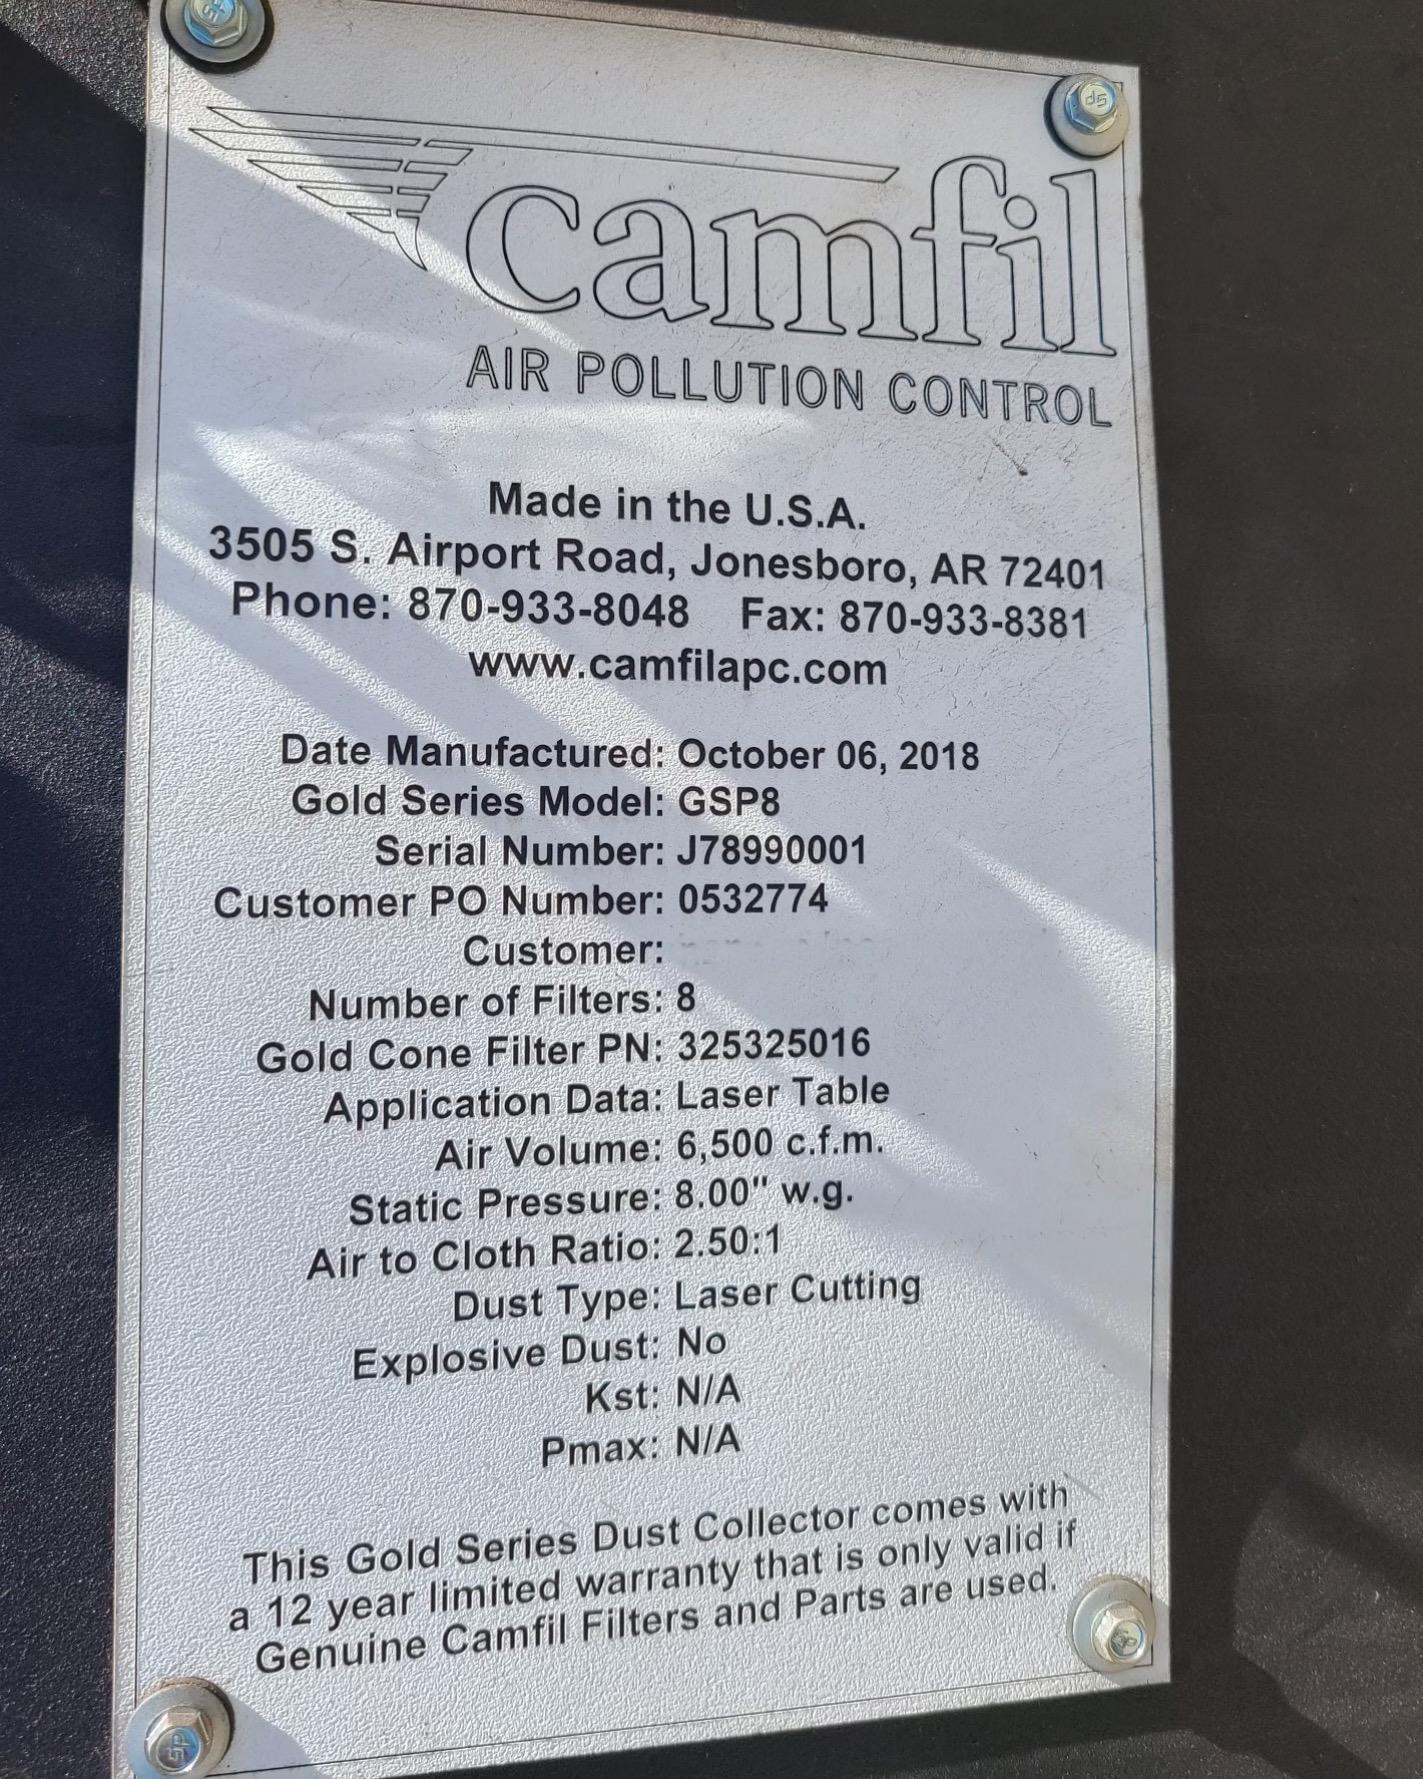 camfil
AIR POLLUTION CONTROL
Made in the U.S.A.
3505 S. Airport Road, Jonesboro, AR 72401
Phone: 870-933-8048 Fax: 870-933-8381
www.camfilapc.com
Date Manufactured: October 06, 2018
Gold Series Model: GSP8
Serial Number: J78990001
Customer PO Number: 0532774
Customer:
Number of Filters: 8
Gold Cone Filter PN: 325325016
Application Data: Laser Table
Air Volume: 6,500 c.f.m.
Static Pressure: 8.00" w.g.
Air to Cloth Ratio: 2.50:1
Dust Type: Laser Cutting
Explosive Dust: No
Kst: N/A
Pmax: N/A
This Gold Series Dust Collector comes with
a 12 year limited warranty that is only valid if
Genuine Camfil Filters and Parts are used.